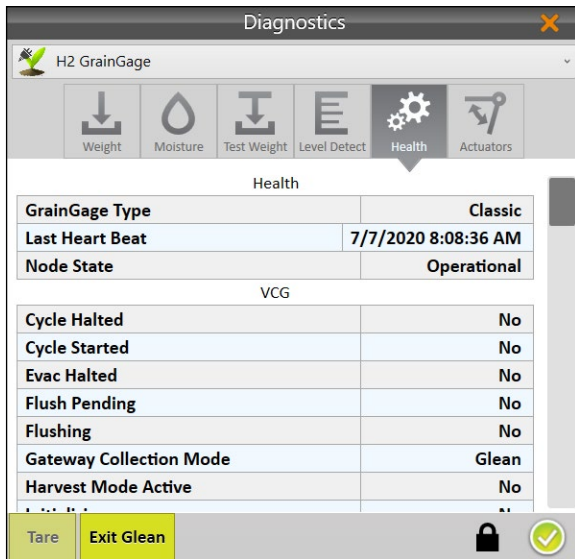 Diagnostics
H2 GrainGage
Weight Moisture Test Weight Level Detect Health Actuators
Health
GrainGage Type Classic
Last Heart Beat 7/7/2020 8:08:36 AM
Node State Operational
VCG
Cycle Halted No
Cycle Started No
Evac Halted No
Flush Pending No
Flushing No
Gateway Collection Mode Glean
Harvest Mode Active No
Tare Exit Glean